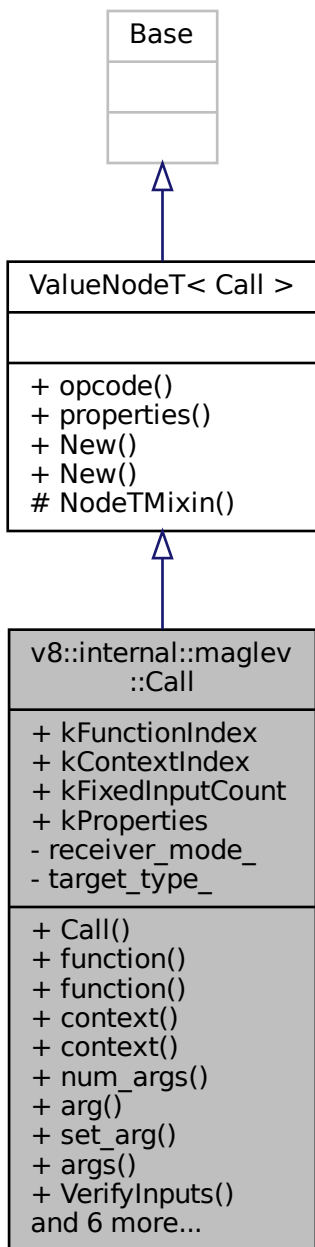 Base
ValueNodeT< Call >
+ opcode()
+ properties()
+ New()
+ New()
# NodeTMixin()
v8::internal::maglev
::Call
+ kFunctionIndex
+ kContextIndex
+ kFixedInputCount
+ kProperties
- receiver_mode_
- target_type_
+ Call()
+ function()
+ function()
+ context()
+ context()
+ num_args()
+ arg()
+ set_arg()
+ args()
+ VerifyInputs()
and 6 more...